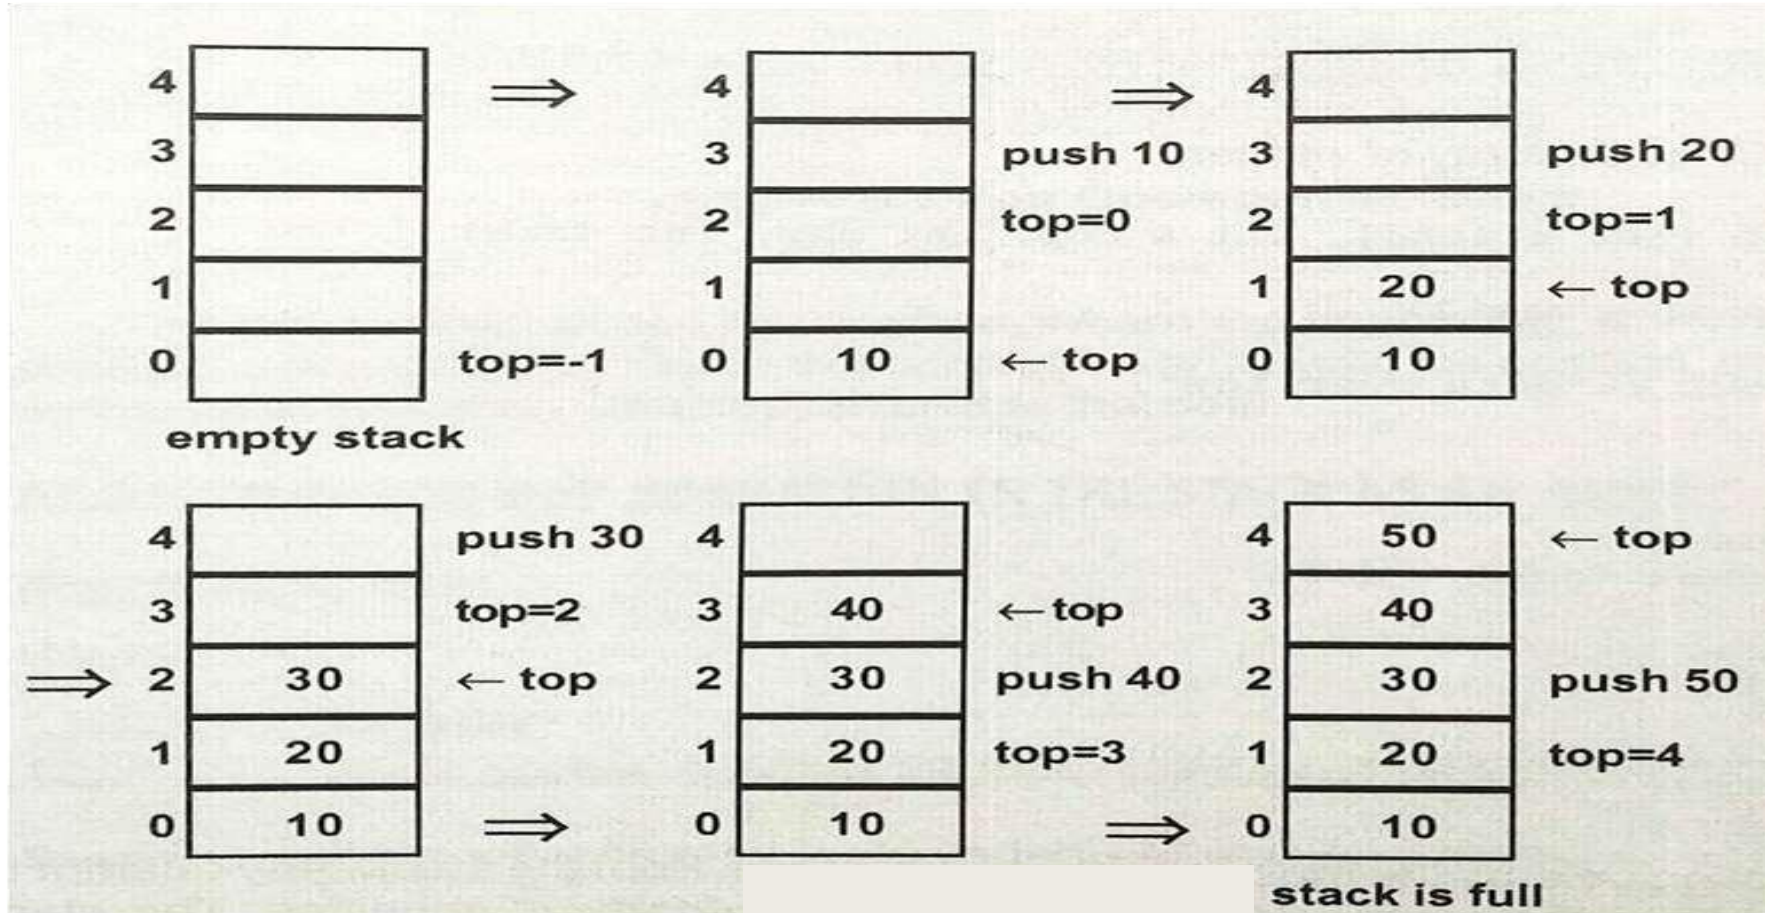 4
3
2
1
0
top=-1
empty stack
4
3 push 10
2 top=0
1
0 10 ← top
4
3 push 20
2 top=1
1 20 ← top
0 10
4 push 30
3 top=2
2 30 ← top
1 20
0 10
4
3 40 ← top
2 30 push 40
1 20 top=3
0 10
4 50 ← top
3 40
2 30 push 50
1 20 top=4
0 10
stack is full